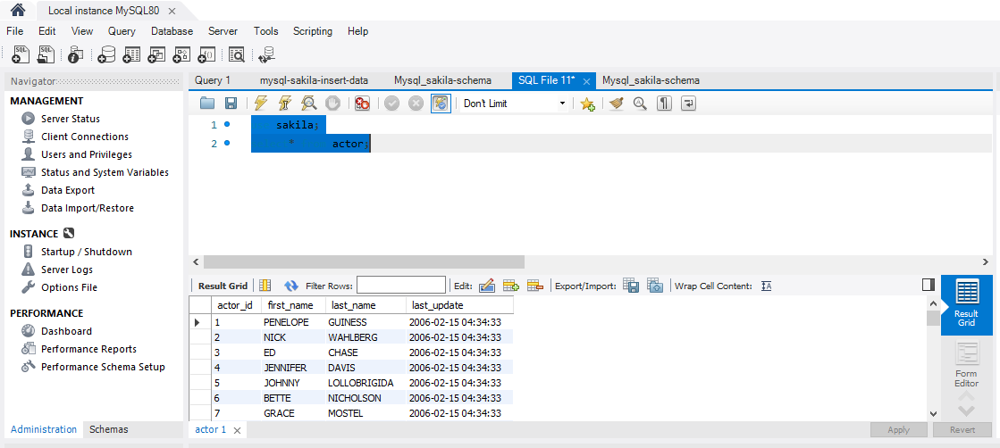 Local instance MySQL80
File Edit View Query Database Server Tools Scripting Help
Navigator
MANAGEMENT
Server Status
Client Connections
Users and Privileges
Status and System Variables
Data Export
Data Import/Restore
INSTANCE
Startup / Shutdown
Server Logs
Options File
PERFORMANCE
Dashboard
Performance Reports
Performance Schema Setup
Administration Schemas
Query 1 mysql-sakila-insert-data Mysql_sakila-schema SQL File 11* Mysql_sakila-schema
Don't Limit
1 sakila;
2 * actor;
Result Grid Filter Rows: Edit: Export/Import: Wrap Cell Content:
actor_id first_name last_name last_update
1 PENELOPE GUINESS 2006-02-15 04:34:33
2 NICK WAHLBERG 2006-02-15 04:34:33
3 ED CHASE 2006-02-15 04:34:33
4 JENNIFER DAVIS 2006-02-15 04:34:33
5 JOHNNY LOLLOBRIGIDA 2006-02-15 04:34:33
6 BETTE NICHOLSON 2006-02-15 04:34:33
7 GRACE MOSTEL 2006-02-15 04:34:33
Result
Grid
Form
Editor
actor 1 Apply Revert